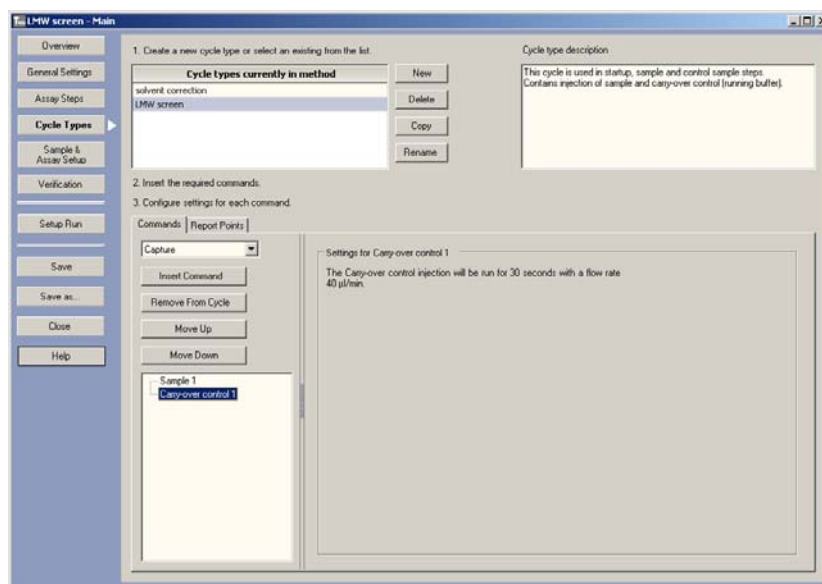 LMW screen - Main
Overview
General Settings
Assay Steps
Cycle Types
Sample &
Assay Setup
Verification
Setup Run
Save
Save as...
Close
Help
1. Create a new cycle type or select an existing from the list.
Cycle types currently in method
solvent correction
LMW screen
New
Delete
Copy
Rename
Cycle type description
This cycle is used in startup, sample and control sample steps.
Contains injection of sample and carry-over control (running buffer).
2. Insert the required commands.
3. Configure settings for each command.
Commands
Report Points
Capture
Insert Command
Remove From Cycle
Move Up
Move Down
Sample 1
Carry-over control 1
Settings for Carry-over control 1
The Carry-over control injection will be run for 30 seconds with a flow rate
40 µl/min.